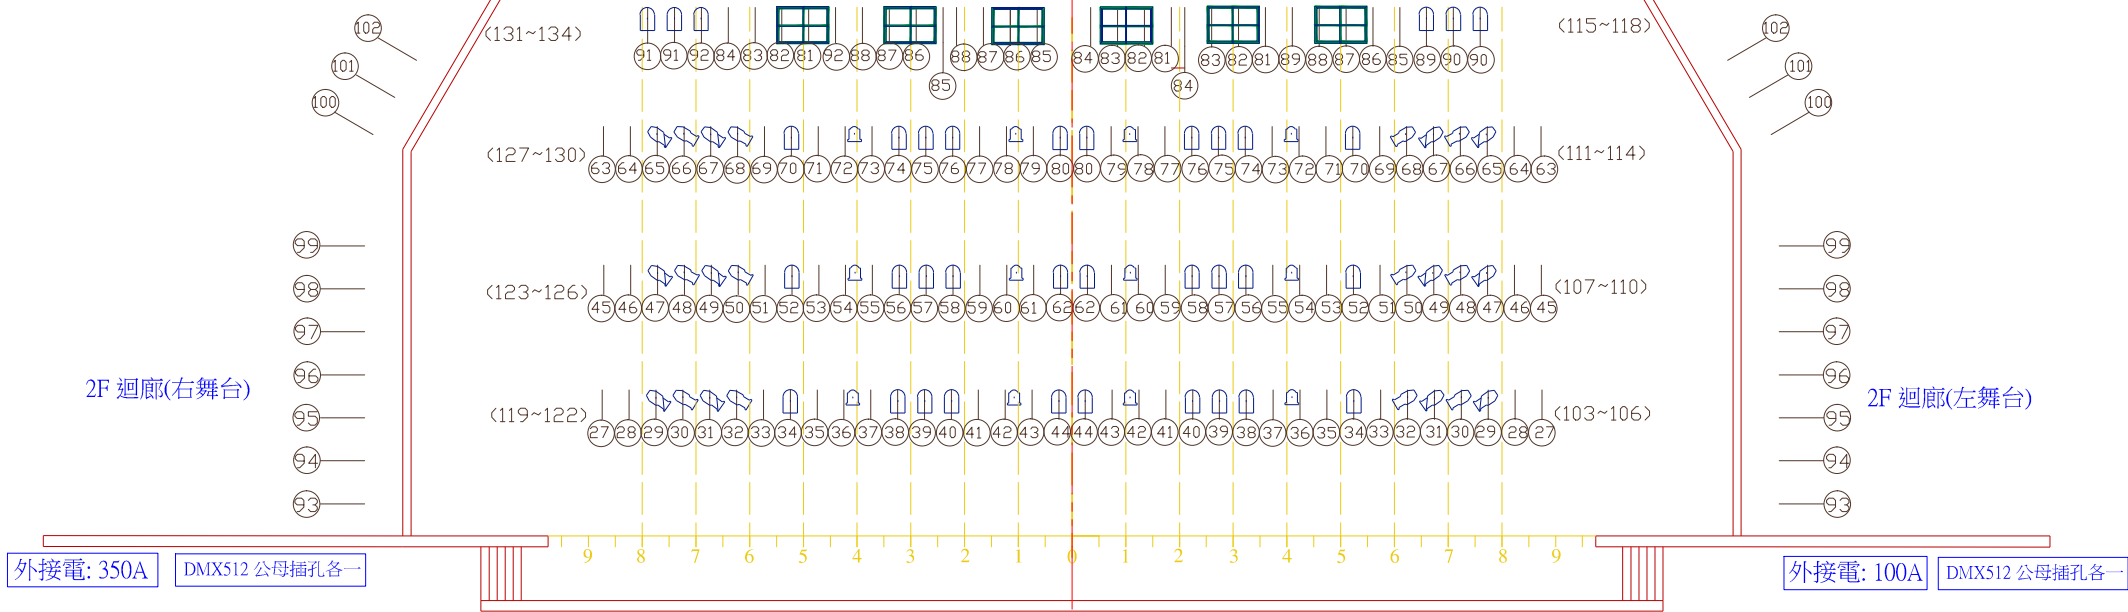 102 (131~134) (115~118) 102
91 91 92 84 83 82 81 92 88 87 86 88 87 86 85 84 83 82 81 83 82 81 89 88 87 86 85 89 90 90
101 101
85 84
100 100
(127~130) (111~114)
63 64 65 66 67 68 69 70 71 72 73 74 75 76 77 78 79 80 80 79 78 77 76 75 74 73 72 71 70 69 68 67 66 65 64 63
99 99
98 (123~126) (107~110) 98
45 46 47 48 49 50 51 52 53 54 55 56 57 58 59 60 61 62 62 61 60 59 58 57 56 55 54 53 52 51 50 49 48 47 46 45
97 97
96 96
2F 迴廊(右舞台) 2F 迴廊(左舞台)
95 (119~122) (103~106) 95
27 28 29 30 31 32 33 34 35 36 37 38 39 40 41 42 43 44 44 43 42 41 40 39 38 37 36 35 34 33 32 31 30 29 28 27
94 94
93 93
9 8 7 6 5 4 3 2 1 0 1 2 3 4 5 6 7 8 9
外接電: 350A DMX512 公母插孔各一 外接電: 100A DMX512 公母插孔各一